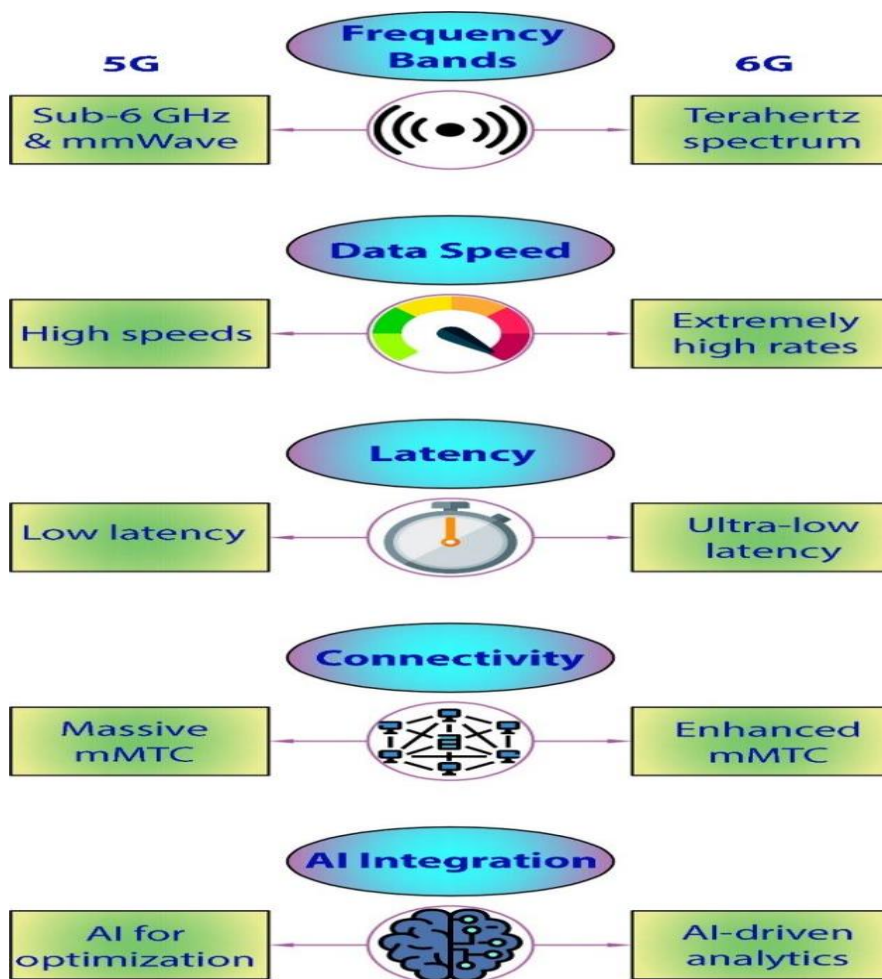 Frequency
Bands
5G
6G
Sub-6 GHz
& mmWave
Terahertz
spectrum
Data Speed
High speeds
Extremely
high rates
Latency
Low latency
Ultra-low
latency
Connectivity
Massive
mMTC
Enhanced
mMTC
AI Integration
AI for
optimization
AI-driven
analytics